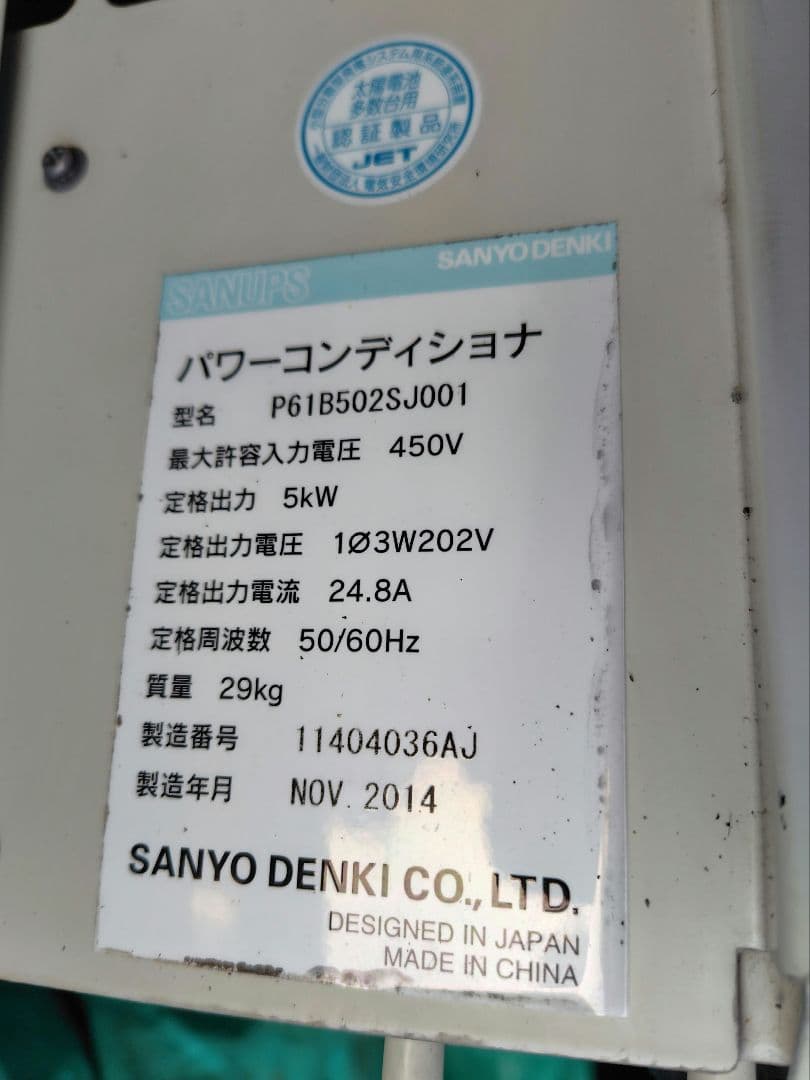 太陽電池
多数台用
認証製品
JET
SANUPS
SANYO DENKI
パワーコンディショナ
型名 P61B502SJ001
最大許容入力電圧 450V
定格出力 5kW
定格出力電圧 1Ø3W202V
定格出力電流 24.8A
定格周波数 50/60Hz
質量 29kg
製造番号 11404036AJ
製造年月 NOV. 2014
SANYO DENKI CO., LTD.
DESIGNED IN JAPAN
MADE IN CHINA